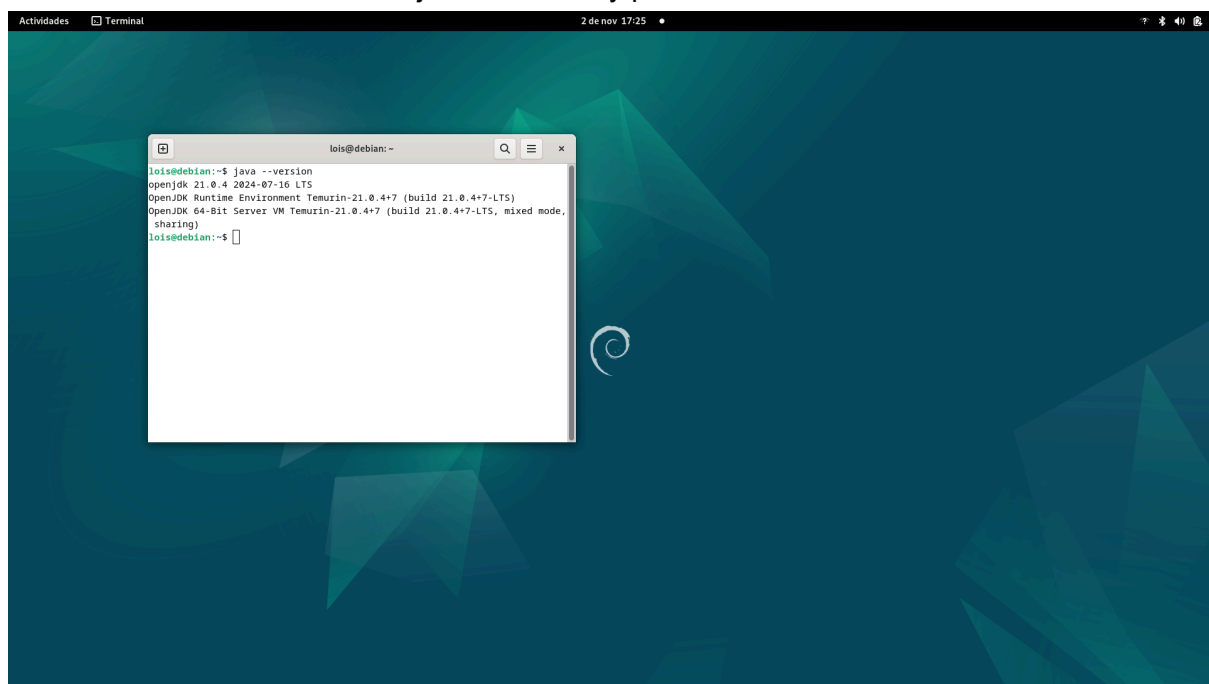 Actividades Terminal 2 de nov 17:25
lois@debian: ~
lois@debian:~$ java --version
openjdk 21.0.4 2024-07-16 LTS
OpenJDK Runtime Environment Temurin-21.0.4+7 (build 21.0.4+7-LTS)
OpenJDK 64-Bit Server VM Temurin-21.0.4+7 (build 21.0.4+7-LTS, mixed mode,
sharing)
lois@debian:~$